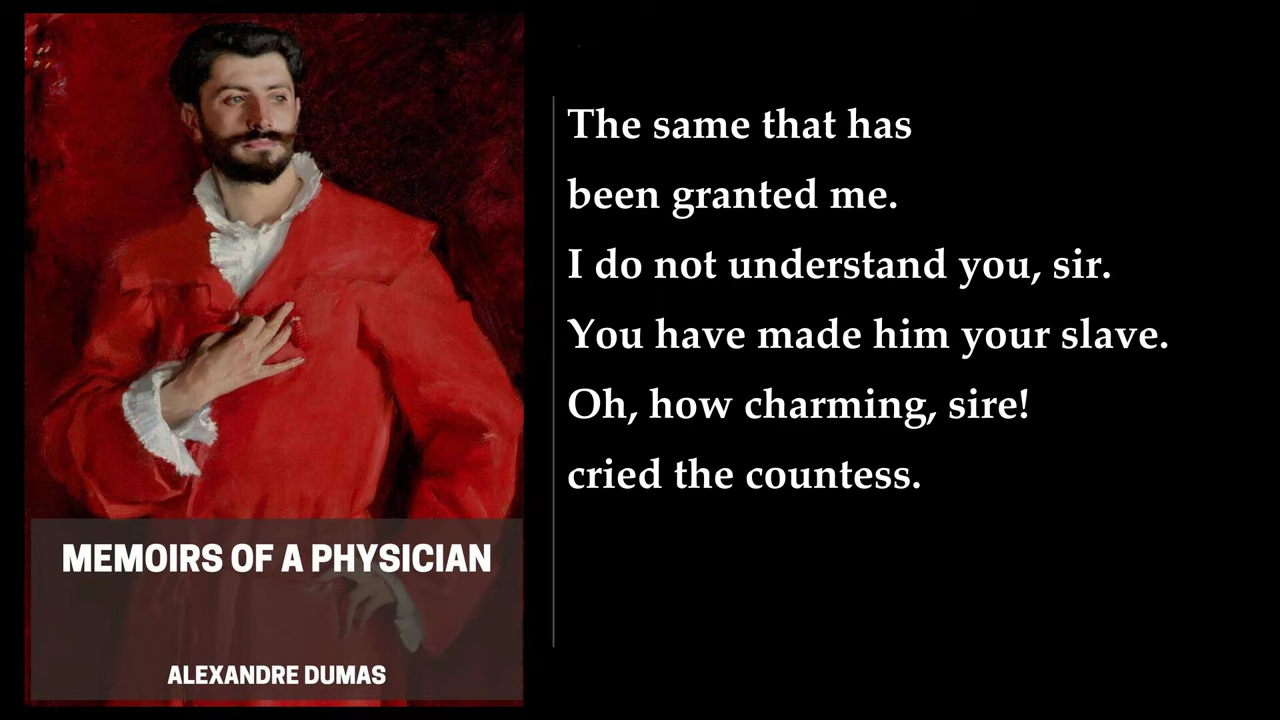 The same that has
been granted me.
I do not understand you, sir.
You have made him your slave.
Oh, how charming, sire!
cried the countess.
MEMOIRS OF A PHYSICIAN
ALEXANDRE DUMAS